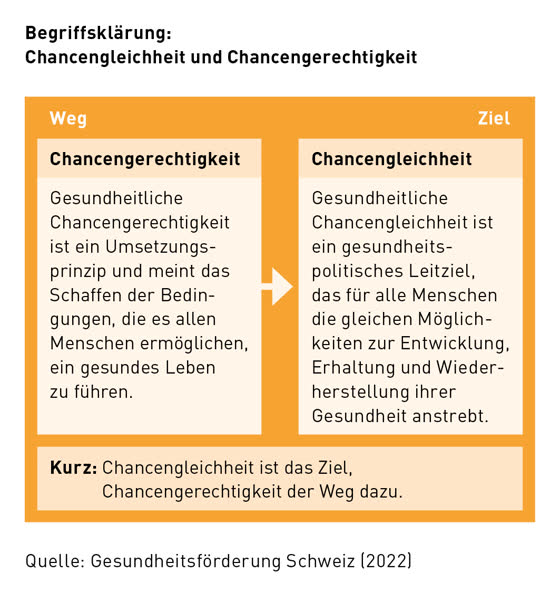 Begriffsklärung:
Chancengleichheit und Chancengerechtigkeit
Weg
Ziel
Chancengerechtigkeit
Gesundheitliche
Chancengerechtigkeit
ist ein Umsetzungs-
prinzip und meint das
Schaffen der Bedin-
gungen, die es allen
Menschen ermöglichen,
ein gesundes Leben
zu führen.
Chancengleichheit
Gesundheitliche
Chancengleichheit ist
ein gesundheits-
politisches Leitziel,
das für alle Menschen
die gleichen Möglich-
keiten zur Entwicklung,
Erhaltung und Wieder-
herstellung ihrer
Gesundheit anstrebt.
Kurz: Chancengleichheit ist das Ziel,
Chancengerechtigkeit der Weg dazu.
Quelle: Gesundheitsförderung Schweiz (2022)